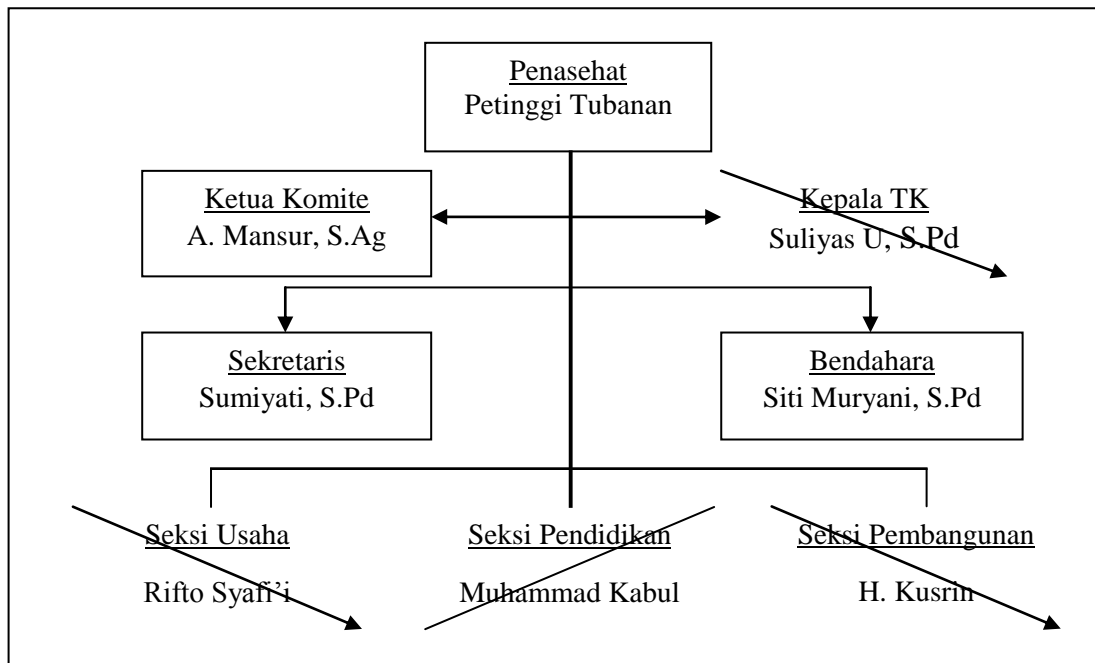 Penasehat
Petinggi Tubanan
Ketua Komite
A. Mansur, S.Ag
Kepala TK
Suliyas U, S.Pd
Sekretaris
Sumiyati, S.Pd
Bendahara
Siti Muryani, S.Pd
Seksi Usaha
Rifto Syafi’i
Seksi Pendidikan
Muhammad Kabul
Seksi Pembangunan
H. Kusrin